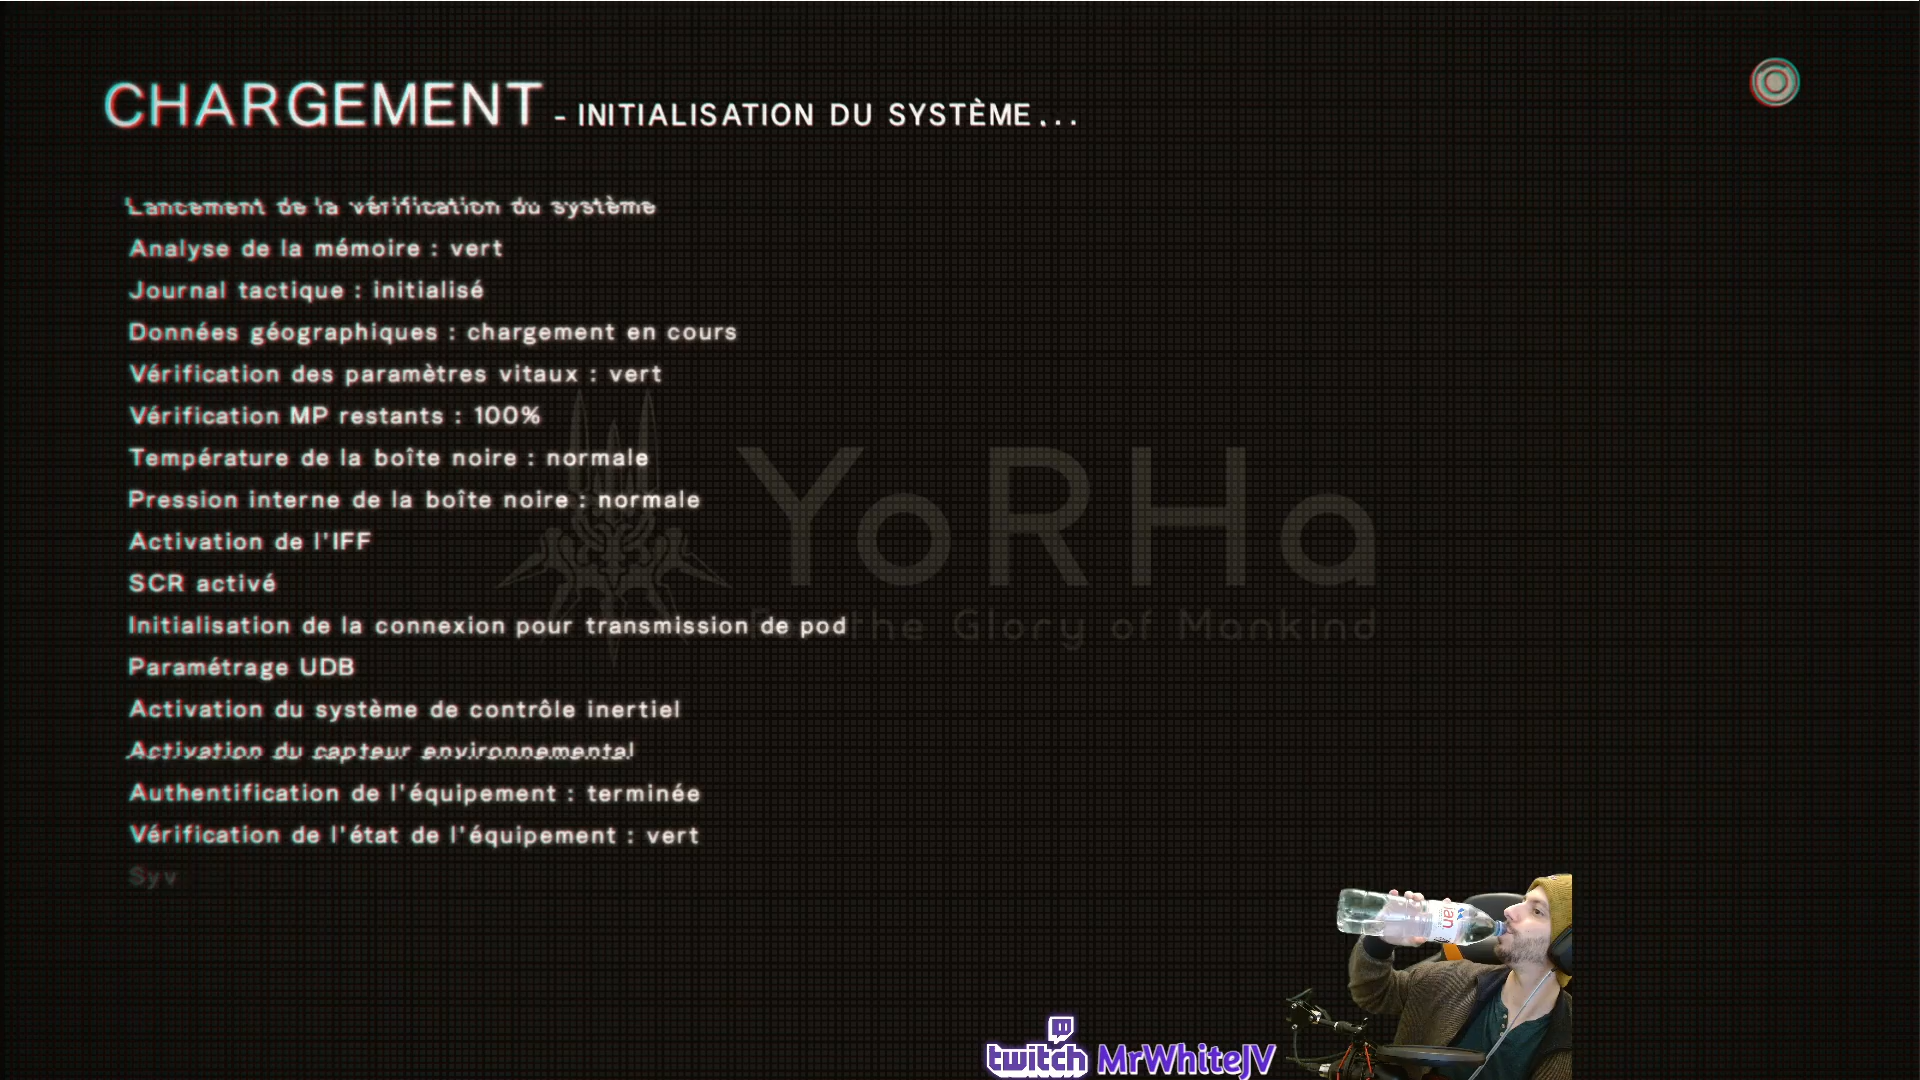 CHARGEMENT - INITIALISATION DU SYSTÈME...
Lancement de la vérification du système
Analyse de la mémoire : vert
Journal tactique : initialisé
Données géographiques : chargement en cours
Vérification des paramètres vitaux : vert
Vérification MP restants : 100%
Température de la boîte noire : normale
Pression interne de la boîte noire : normale
Activation de l'IFF
SCR activé
Initialisation de la connexion pour transmission de pod
Paramétrage UDB
Activation du système de contrôle inertiel
Activation du capteur environnemental
Authentification de l'équipement : terminée
Vérification de l'état de l'équipement : vert
Syv
YoRHa
the Glory of Mankind
twitch MrWhiteJV